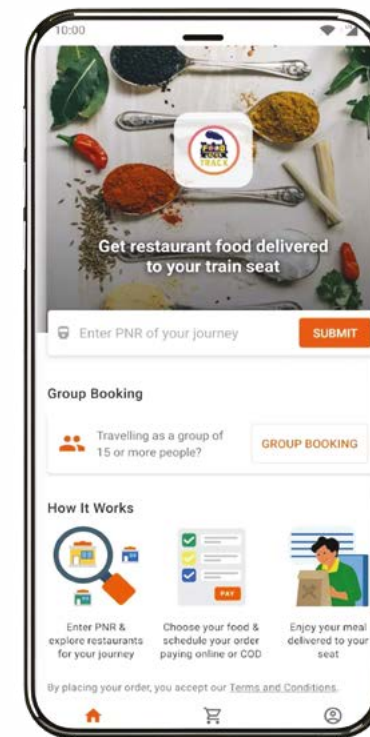 10:00
FOOD
ON
TRACK
Get restaurant food delivered
to your train seat
Enter PNR of your journey
SUBMIT
Group Booking
Travelling as a group of
15 or more people?
GROUP BOOKING
How It Works
PAY
Enter PNR &
explore restaurants
for your journey
Choose your food &
schedule your order
paying online or COD
Enjoy your meal
delivered to your
seat
By placing your order, you accept our Terms and Conditions.